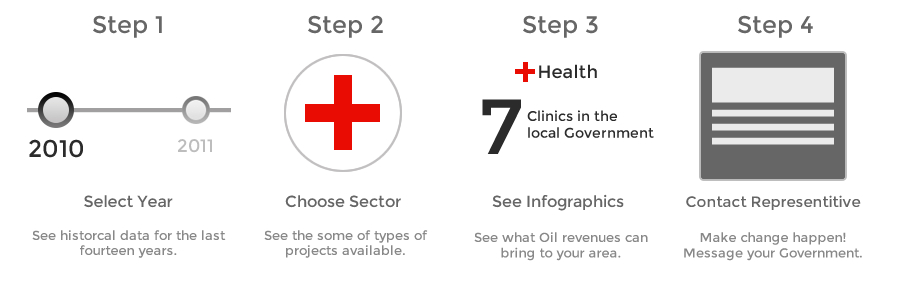 Step 1
2010
2011
Select Year
See historcal data for the last
fourteen years.
Step 2
Choose Sector
See the some of types of
projects available.
Step 3
Health
7
Clinics in the
local Government
See Infographics
See what Oil revenues can
bring to your area.
Step 4
Contact Representitive
Make change happen!
Message your Government.